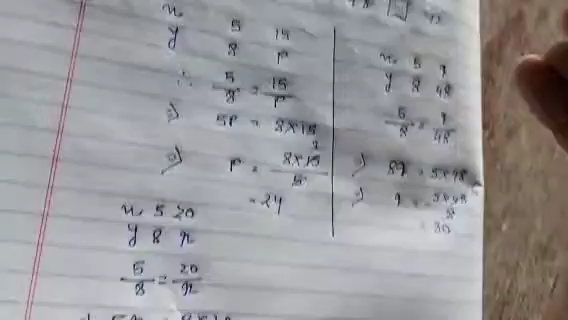 x 5 15
y 8 P
∴ 5/8 = 15/P
⇒ 5P = 8×15
⇒ P = 8×15/5
= 24
x 5 20
y 8 r
5/8 = 20/r
x 5 q
y 8 48
5/8 = q/48
⇒ 8q = 5×48
⇒ q = 5×48/8
= 30